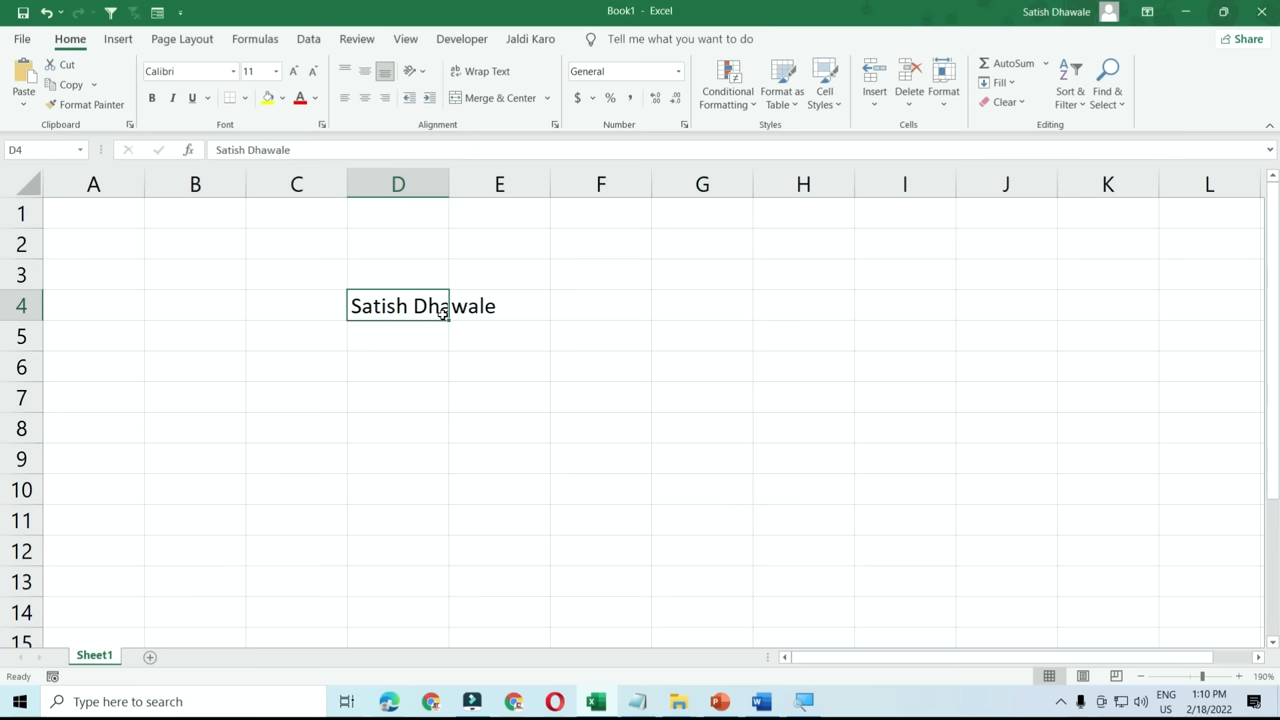 Book1 - Excel
Satish Dhawale
File Home Insert Page Layout Formulas Data Review View Developer Jaldi Karo Tell me what you want to do Share
Paste
Cut
Copy
Format Painter
Clipboard
Calibri 11
B I U
Font
Wrap Text
Merge & Center
Alignment
General
$ % ,
Number
Conditional Formatting
Format as Table
Cell Styles
Styles
Insert Delete Format
Cells
AutoSum
Fill
Clear
Sort & Filter
Find & Select
Editing
D4 fx Satish Dhawale
A B C D E F G H I J K L
1
2
3
4 Satish Dhawale
5
6
7
8
9
10
11
12
13
14
15
Sheet1
Ready 190%
Type here to search
ENG US
1:10 PM
2/18/2022